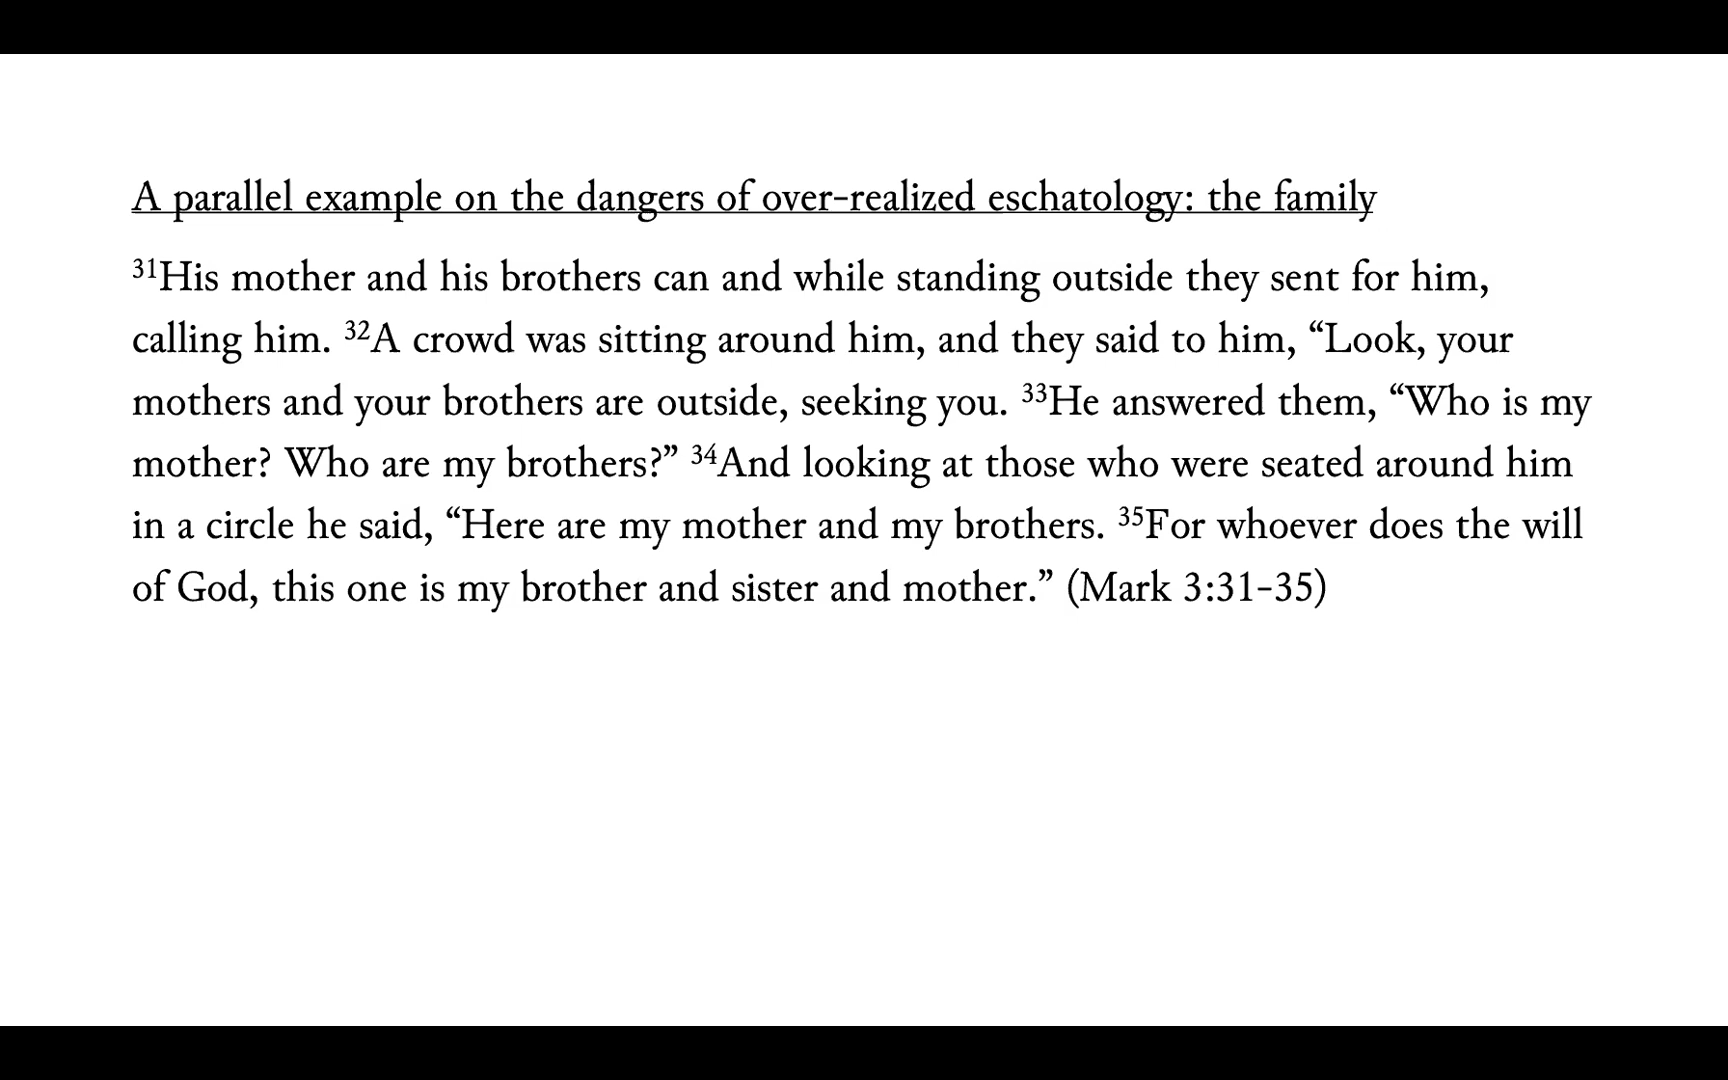 A parallel example on the dangers of over-realized eschatology: the family
³¹His mother and his brothers can and while standing outside they sent for him,
calling him. ³²A crowd was sitting around him, and they said to him, “Look, your
mothers and your brothers are outside, seeking you. ³³He answered them, “Who is my
mother? Who are my brothers?” ³⁴And looking at those who were seated around him
in a circle he said, “Here are my mother and my brothers. ³⁵For whoever does the will
of God, this one is my brother and sister and mother.” (Mark 3:31-35)